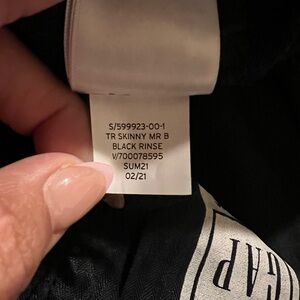 S/599923-00-1
TR SKINNY MR B
BLACK RINSE
V/700078595
SUM21
02/21
GAP